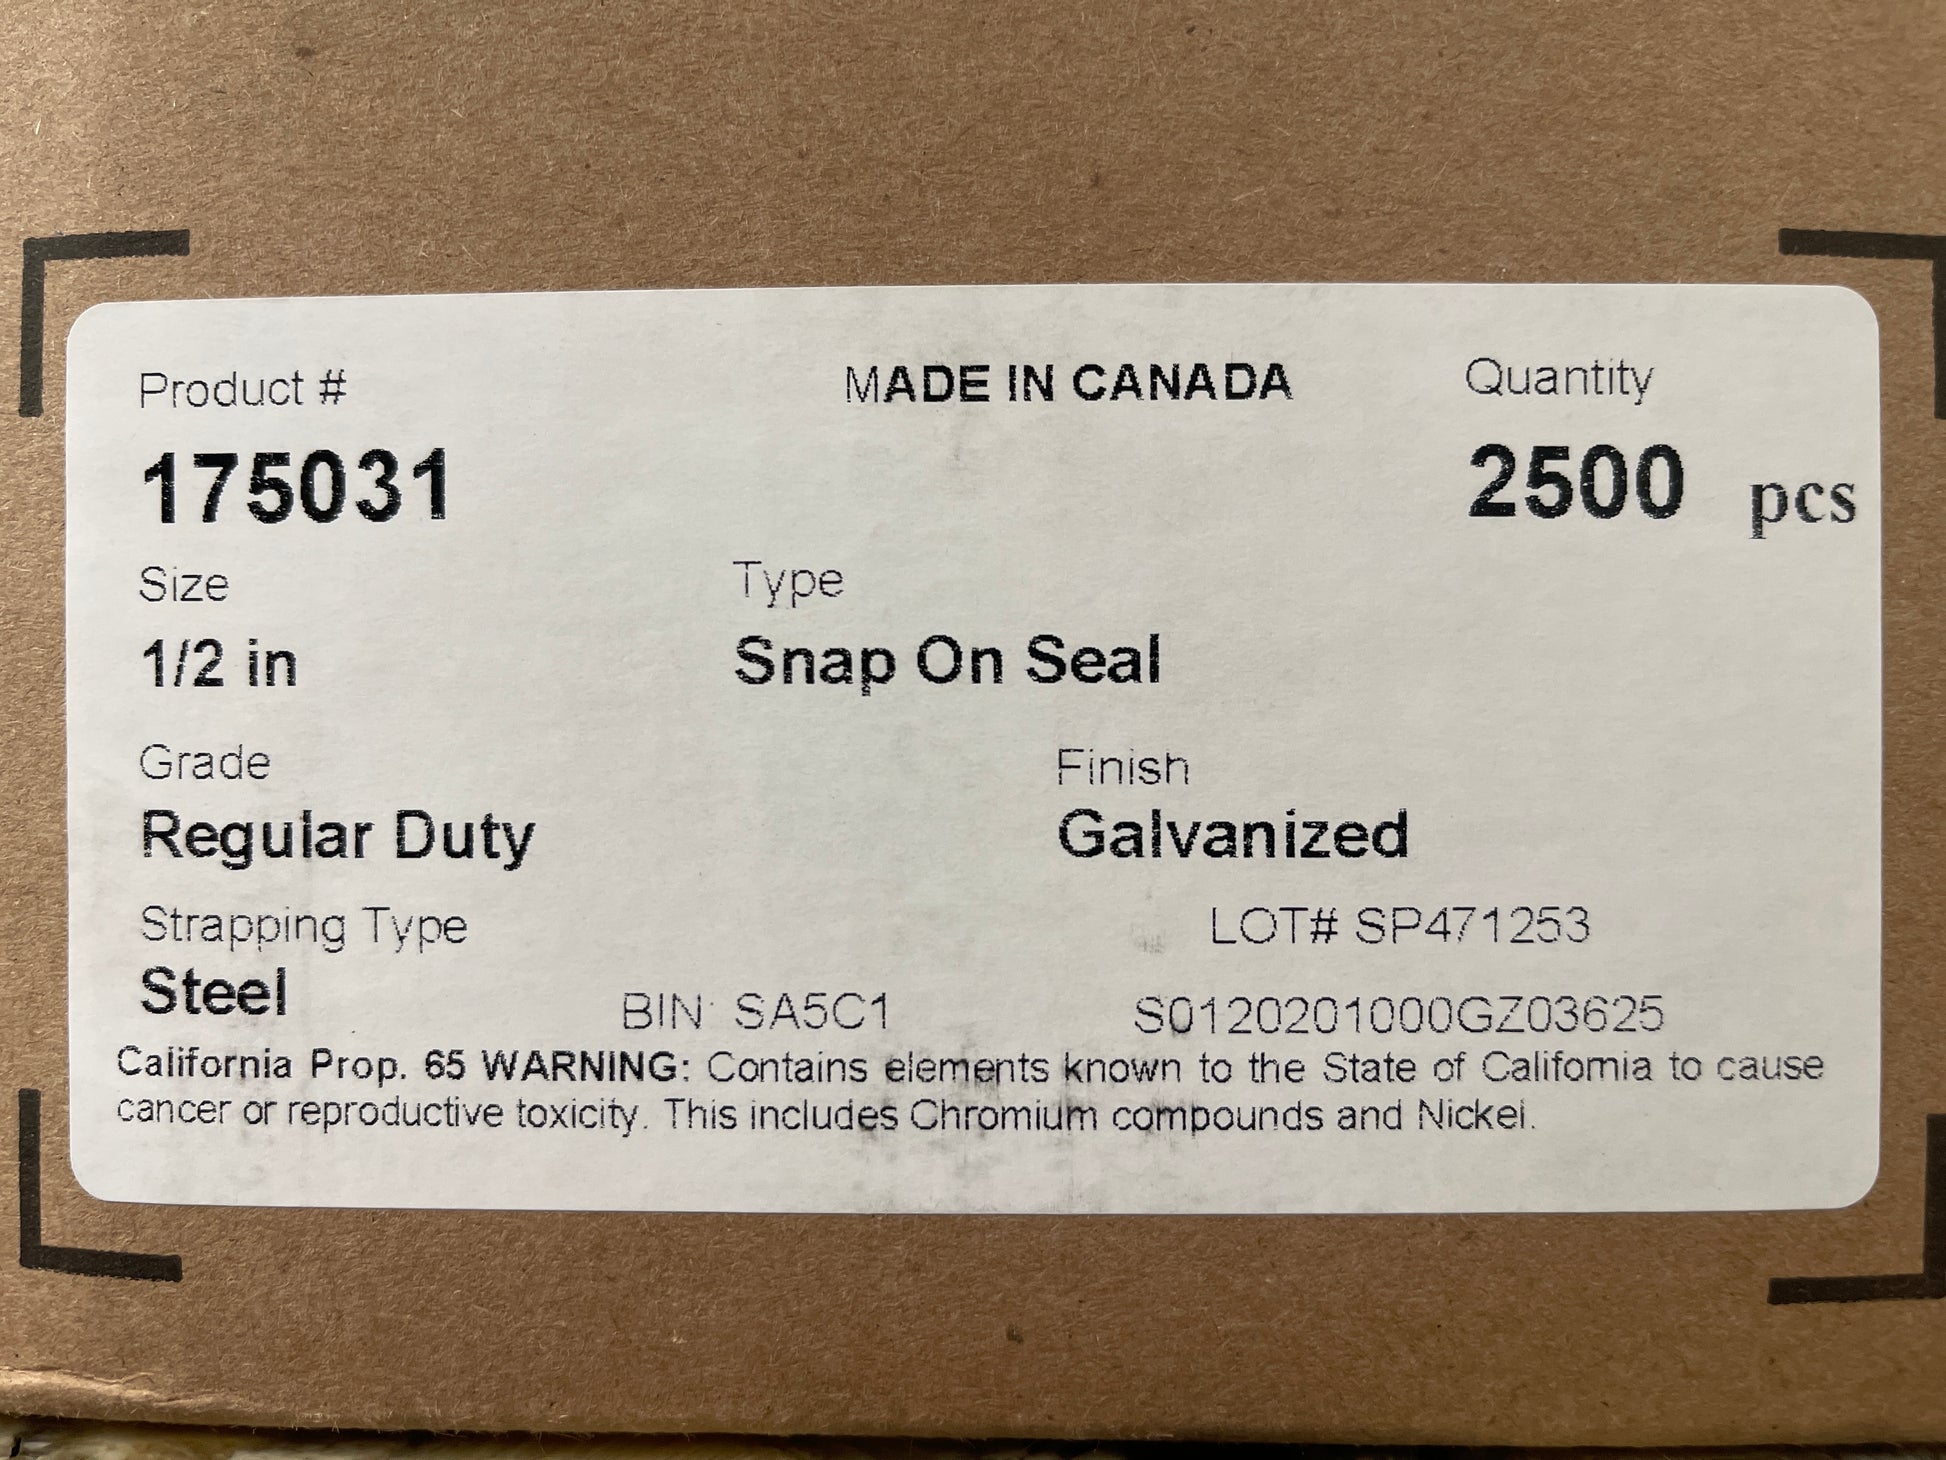 Product # MADE IN CANADA Quantity
175031 2500 pcs
Size Type
1/2 in Snap On Seal
Grade Finish
Regular Duty Galvanized
Strapping Type LOT# SP471253
Steel BIN: SA5C1 S0120201000GZ03625
California Prop. 65 WARNING: Contains elements known to the State of California to cause
cancer or reproductive toxicity. This includes Chromium compounds and Nickel.